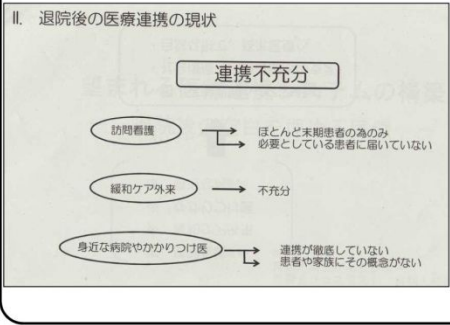 II. 退院後の医療連携の現状
連携不充分
訪問看護
ほとんど末期患者の為のみ
必要としている患者に届いていない
緩和ケア外来
不充分
身近な病院やかかりつけ医
連携が徹底していない
患者や家族にその概念がない